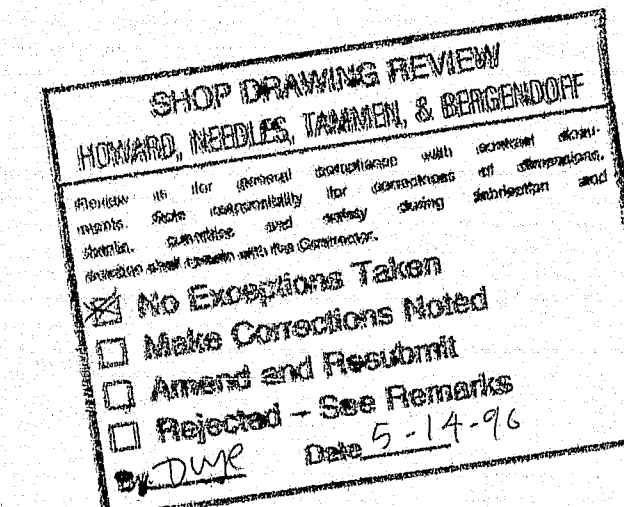 SHOP DRAWING REVIEW
HOWARD, NEEDLES, TAMMEN, & BERGENDOFF
Review is for general compliance with contract docu-
ments. Sole responsibility for corrections of dimensions,
details, quantities and safety during fabrication and
erection shall remain with the Contractor.
No Exceptions Taken
Make Corrections Noted
Amend and Resubmit
Rejected – See Remarks
By Date 5-14-96